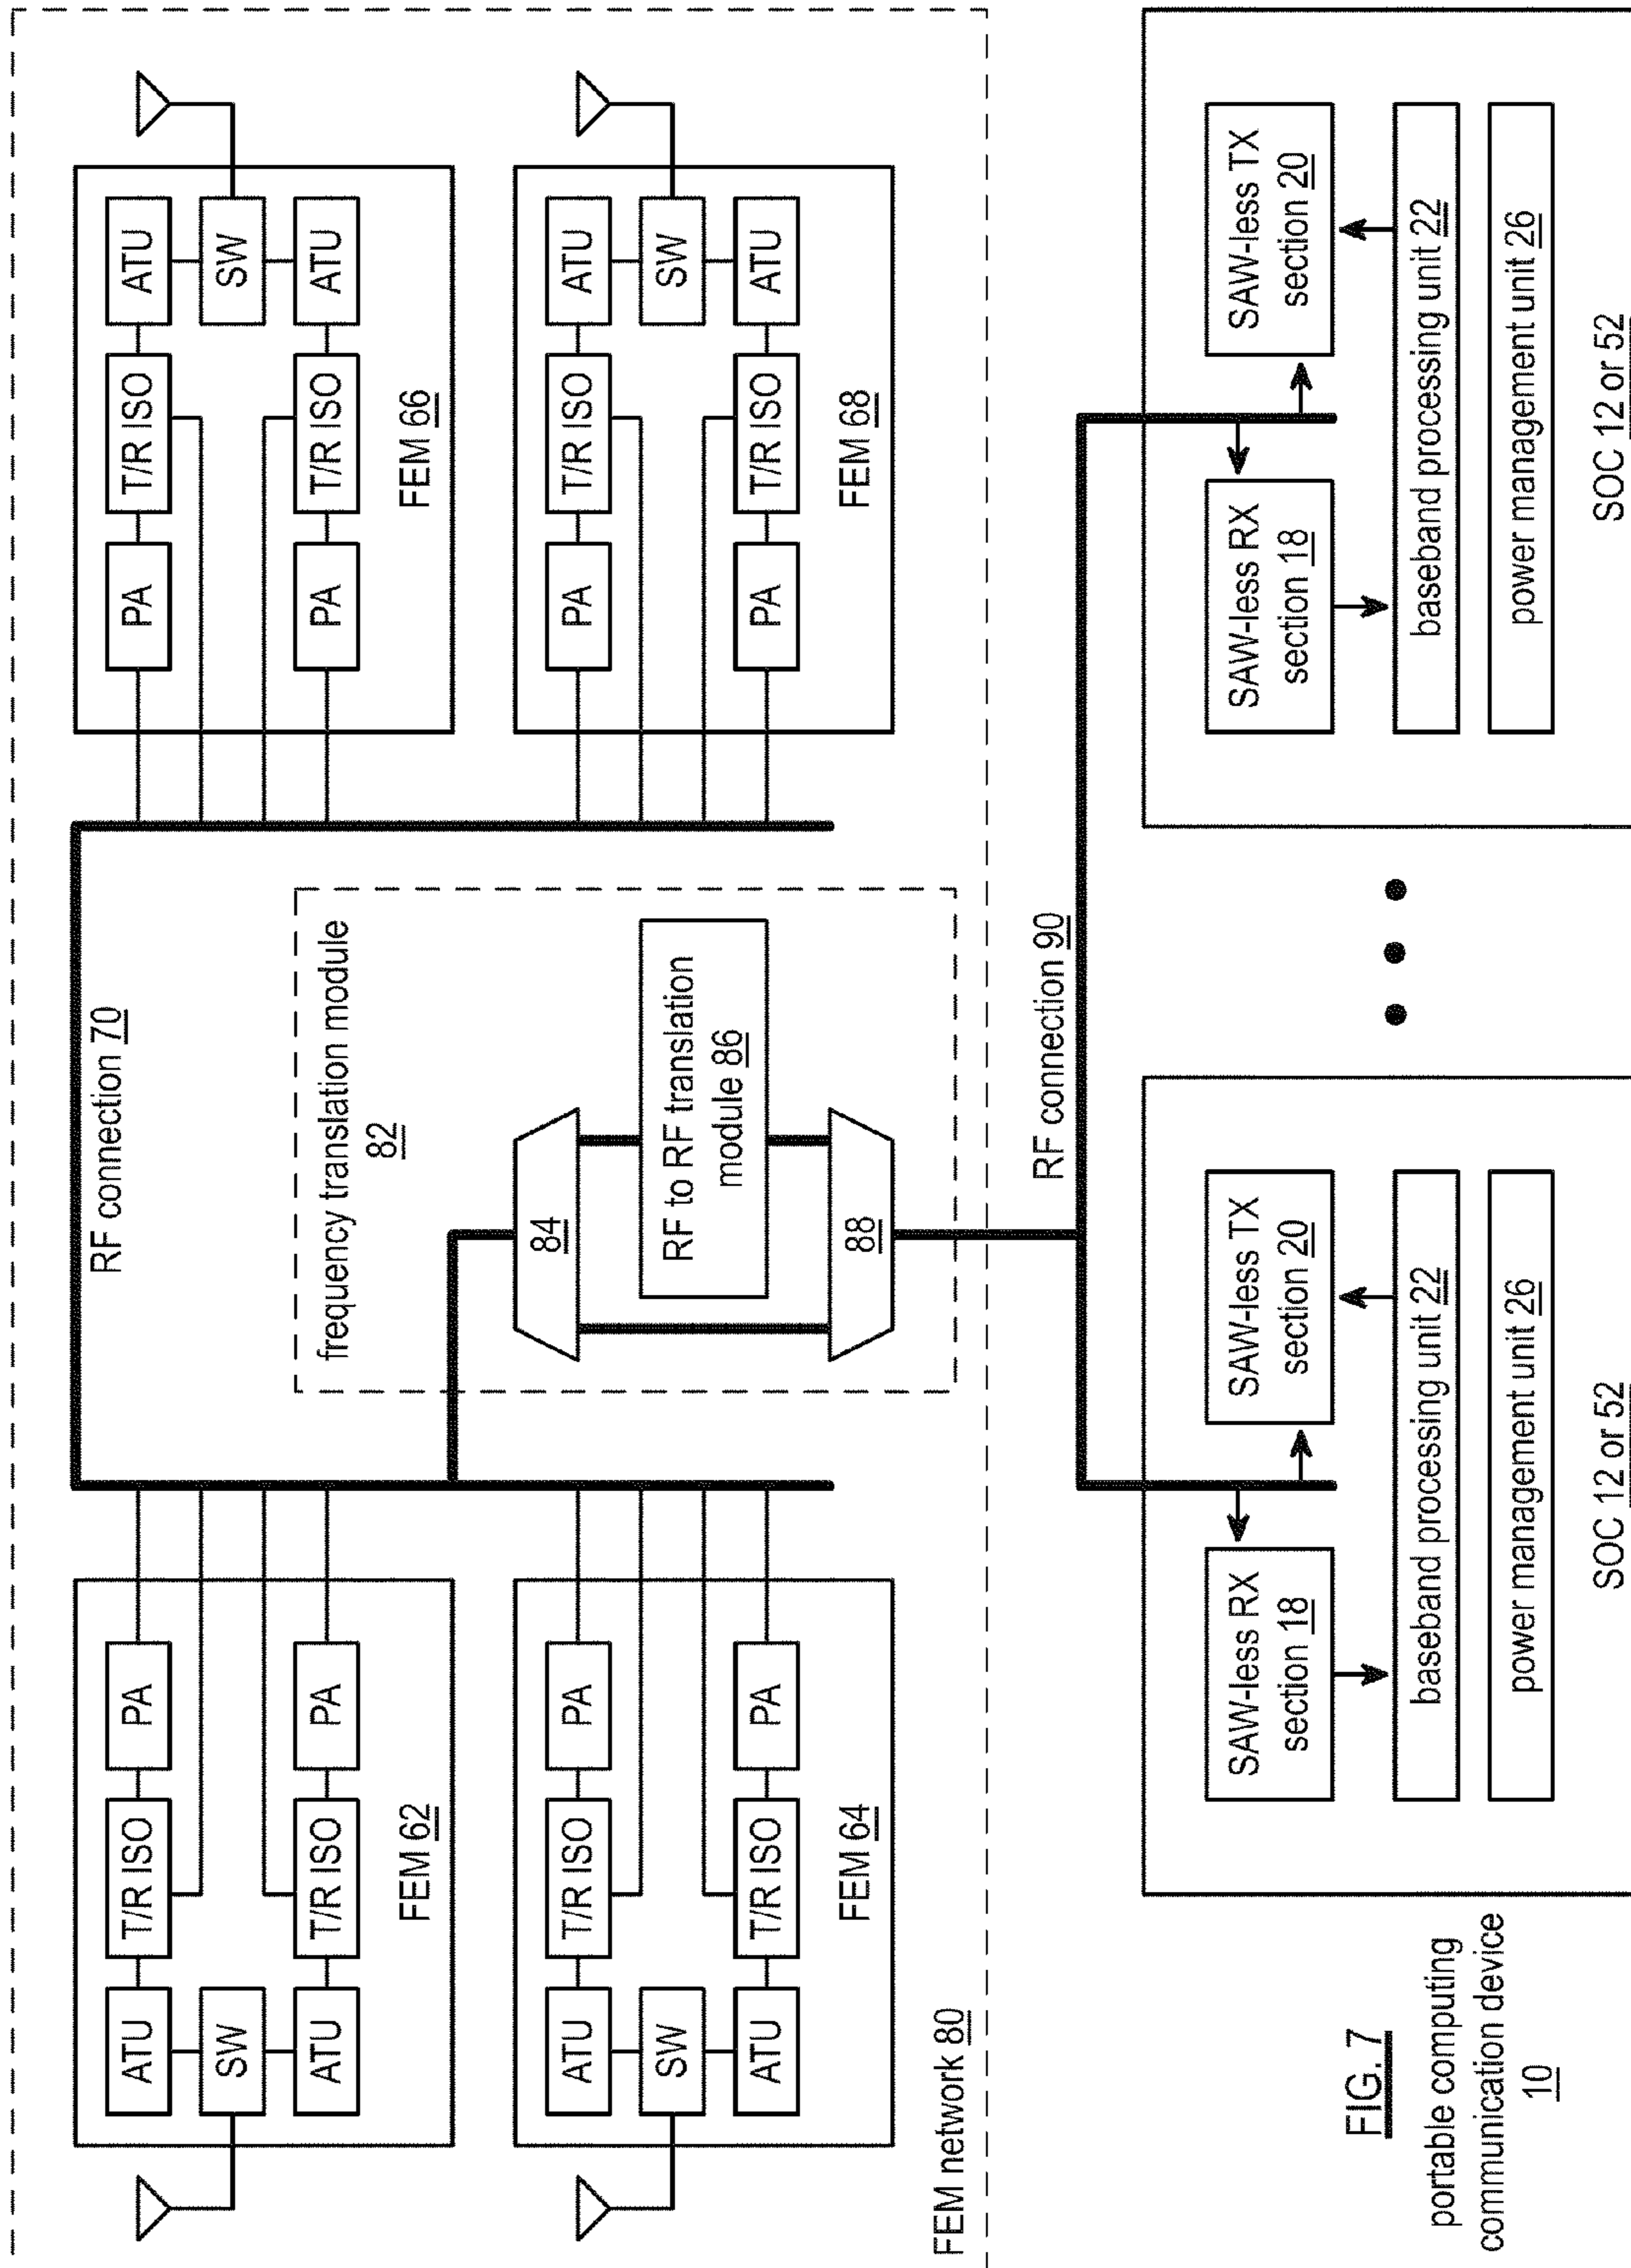 ATU
T/R ISO
PA
SW
ATU
T/R ISO
PA
FEM 62
ATU
T/R ISO
PA
SW
ATU
T/R ISO
PA
FEM 64
FEM network 80
RF connection 70
frequency translation module
82
84
RF to RF translation
module 86
88
PA
T/R ISO
ATU
SW
PA
T/R ISO
ATU
FEM 66
PA
T/R ISO
ATU
SW
PA
T/R ISO
ATU
FEM 68
RF connection 90
SAW-less RX
section 18
SAW-less TX
section 20
baseband processing unit 22
power management unit 26
SOC 12 or 52
SAW-less RX
section 18
SAW-less TX
section 20
baseband processing unit 22
power management unit 26
SOC 12 or 52
FIG. 7
portable computing
communication device
10